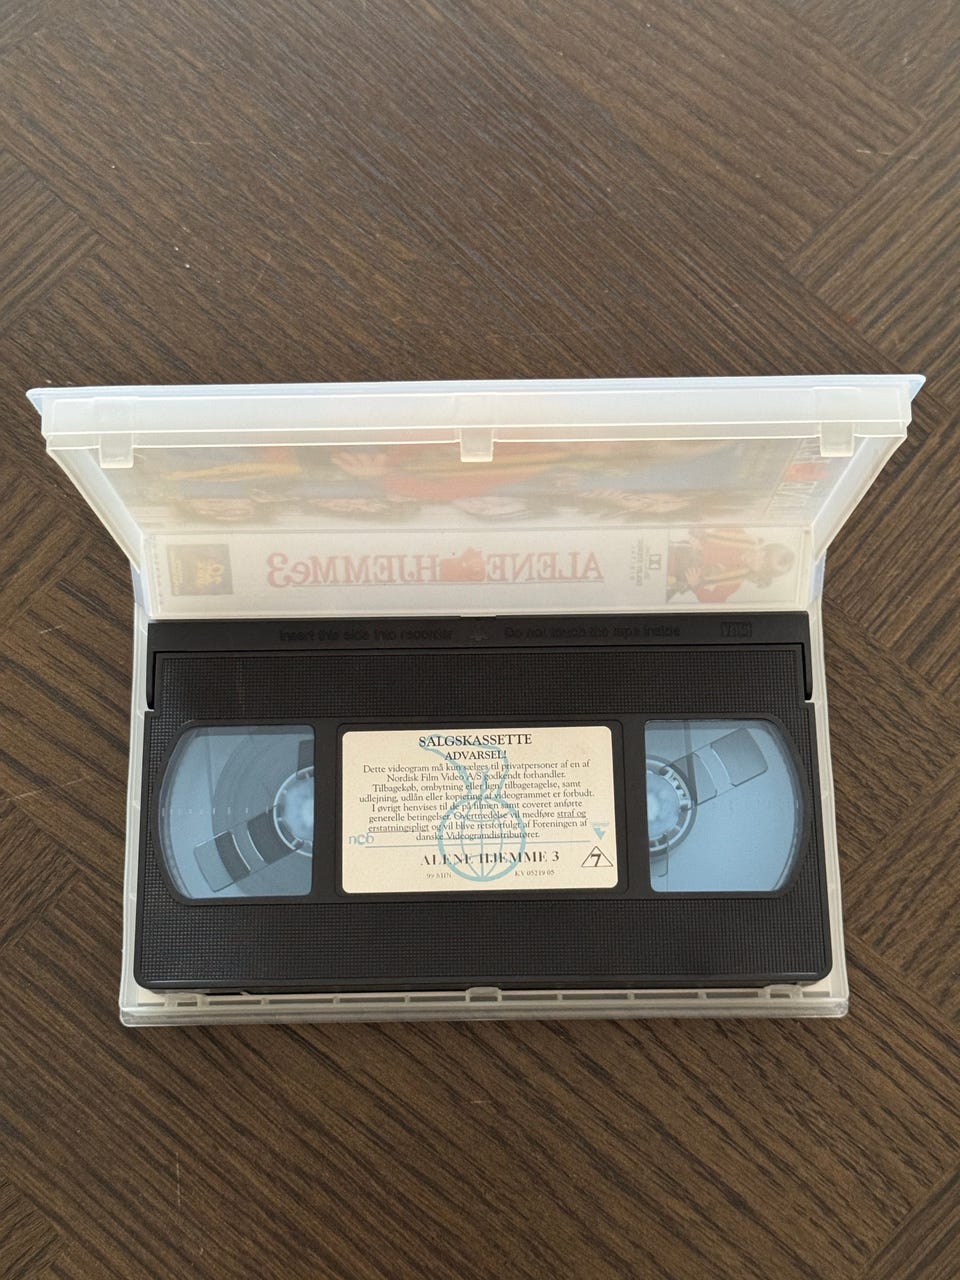 ALENE HJEMMe3
Insert this side into recorder Do not touch the tape inside VHS
SALGSKASSETTE
ADVARSEL!
Dette videogram må kun sælges til privatpersoner af en af
Nordisk Film Video A/S godkendt forhandler.
Tilbagekøb, ombytning eller lign. tilbagetagelse, samt
udlejning, udlån eller kopiering af videogrammet er forbudt.
I øvrigt henvises til de på filmen samt coveret anførte
generelle betingelser. Overtrædelse vil medføre straf og
erstatningspligt og vil blive retsforfulgt af Foreningen af
danske Videogramdistributører.
ncb
ALENE HJEMME 3
7
99 MIN KV 05219 05